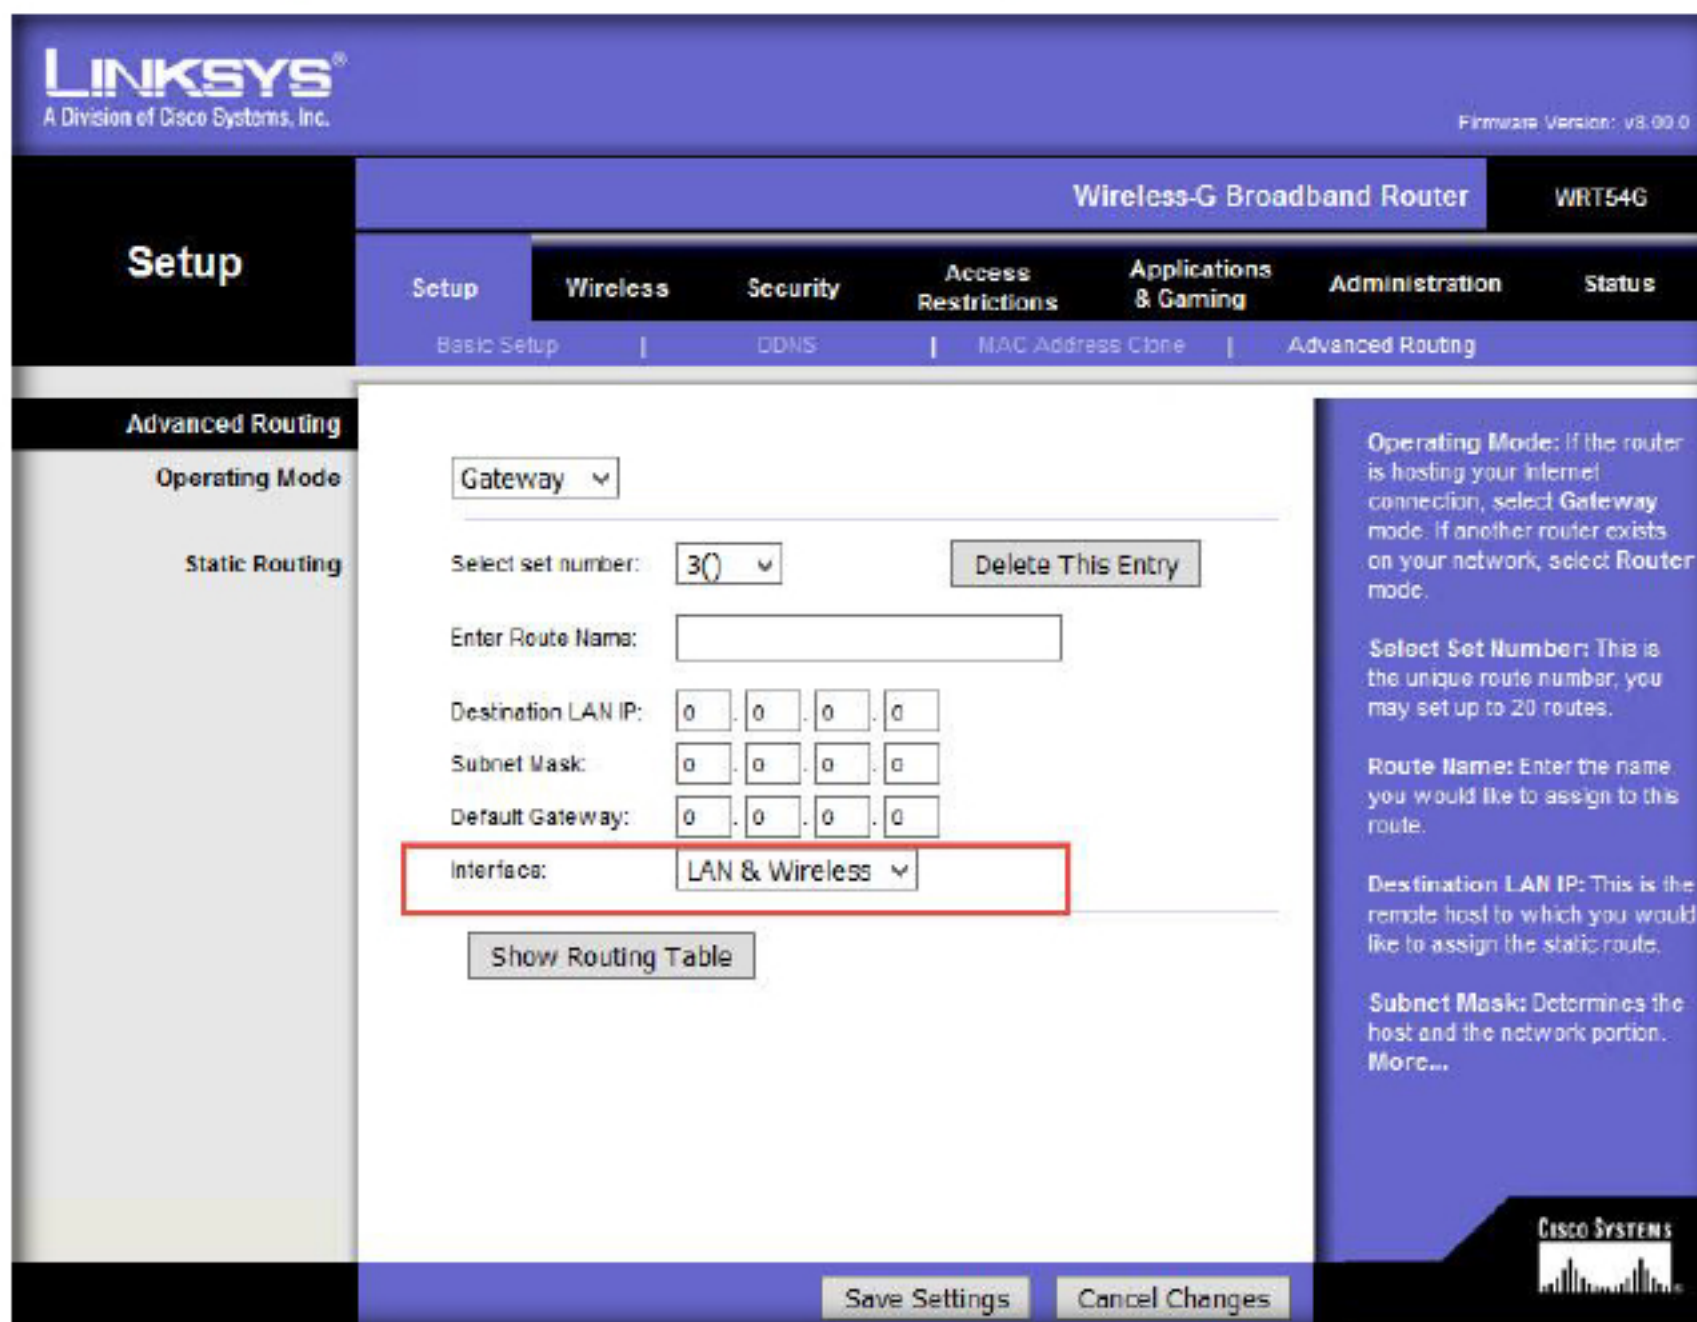 LINKSYS®
A Division of Cisco Systems, Inc.
Firmware Version: v8.00.0
Wireless-G Broadband Router
WRT54G
Setup
Setup
Wireless
Security
Access
Restrictions
Applications
& Gaming
Administration
Status
Basic Setup | DDNS | MAC Address Clone | Advanced Routing
Advanced Routing
Operating Mode
Gateway
Static Routing
Select set number: 3()
Delete This Entry
Enter Route Name:
Destination LAN IP: 0 . 0 . 0 . 0
Subnet Mask: 0 . 0 . 0 . 0
Default Gateway: 0 . 0 . 0 . 0
Interface: LAN & Wireless
Show Routing Table
Operating Mode: If the router
is hosting your Internet
connection, select Gateway
mode. If another router exists
on your network, select Router
mode.
Select Set Number: This is
the unique route number, you
may set up to 20 routes.
Route Name: Enter the name
you would like to assign to this
route.
Destination LAN IP: This is the
remote host to which you would
like to assign the static route.
Subnet Mask: Determines the
host and the network portion.
More...
CISCO SYSTEMS
Save Settings
Cancel Changes